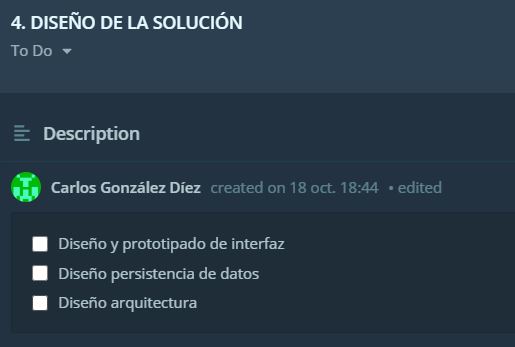 4. DISEÑO DE LA SOLUCIÓN
To Do
Description
Carlos González Díez created on 18 oct. 18:44 • edited
Diseño y prototipado de interfaz
Diseño persistencia de datos
Diseño arquitectura